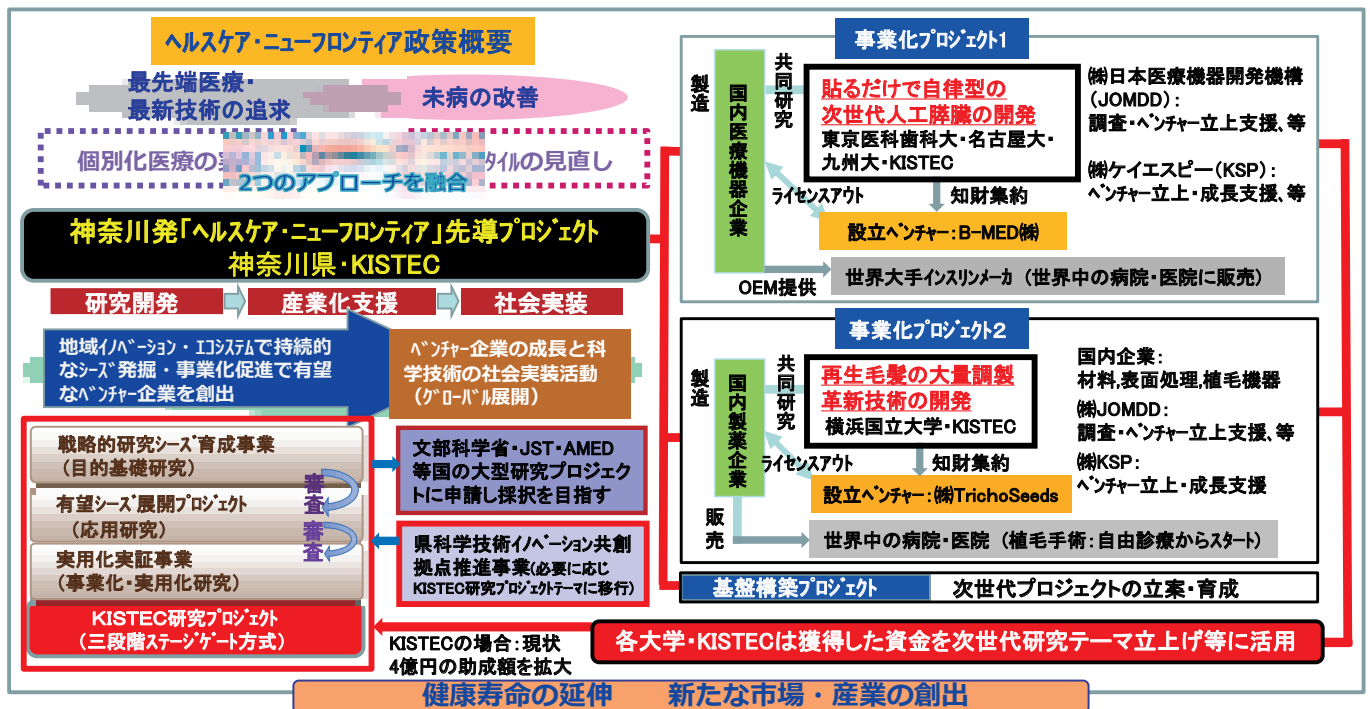 ヘルスケア・ニューフロンティア政策概要
最先端医療・
最新技術の追求
未病の改善
個別化医療の
ｽﾀｲﾙの見直し
2つのアプローチを融合
神奈川発「ヘルスケア・ニューフロンティア」先導プロジェクト
神奈川県・KISTEC
研究開発
産業化支援
社会実装
地域ｲﾉﾍﾞｰｼｮﾝ・ｴｺｼｽﾃﾑで持続的
なｼｰｽﾞ発掘・事業化促進で有望
なﾍﾞﾝﾁｬｰ企業を創出
ﾍﾞﾝﾁｬｰ企業の成長と科
学技術の社会実装活動
（ｸﾞﾛｰﾊﾞﾙ展開）
戦略的研究シーズ育成事業
（目的基礎研究）
審査
有望シーズ展開プロジェクト
（応用研究）
審査
実用化実証事業
（事業化・実用化研究）
KISTEC研究プロジェクト
（三段階ステージゲート方式）
文部科学省・JST・AMED
等国の大型研究プロジェク
トに申請し採択を目指す
県科学技術イノベーション共創
拠点推進事業(必要に応じ
KISTEC研究プロジェクトテーマに移行)
KISTECの場合：現状
4億円の助成額を拡大
事業化プロジェクト1
製造
国内医療機器企業
共同研究
貼るだけで自律型の
次世代人工膵臓の開発
東京医科歯科大・名古屋大・
九州大・KISTEC
ライセンスアウト
知財集約
設立ベンチャー：B-MED㈱
OEM提供
世界大手インスリンメーカ（世界中の病院・医院に販売）
㈱日本医療機器開発機構
（JOMDD）：
調査・ベンチャー立上支援、等
㈱ケイエスピー（KSP）：
ベンチャー立上・成長支援、等
事業化プロジェクト２
製造
国内製薬企業
共同研究
再生毛髪の大量調製
革新技術の開発
横浜国立大学・KISTEC
ライセンスアウト
知財集約
設立ベンチャー：㈱TrichoSeeds
販売
世界中の病院・医院（植毛手術：自由診療からスタート）
国内企業：
材料,表面処理,植毛機器
㈱JOMDD：
調査・ベンチャー立上支援、等
㈱KSP：
ベンチャー立上・成長支援
基盤構築プロジェクト
次世代プロジェクトの立案・育成
各大学・KISTECは獲得した資金を次世代研究テーマ立上げ等に活用
健康寿命の延伸　　新たな市場・産業の創出